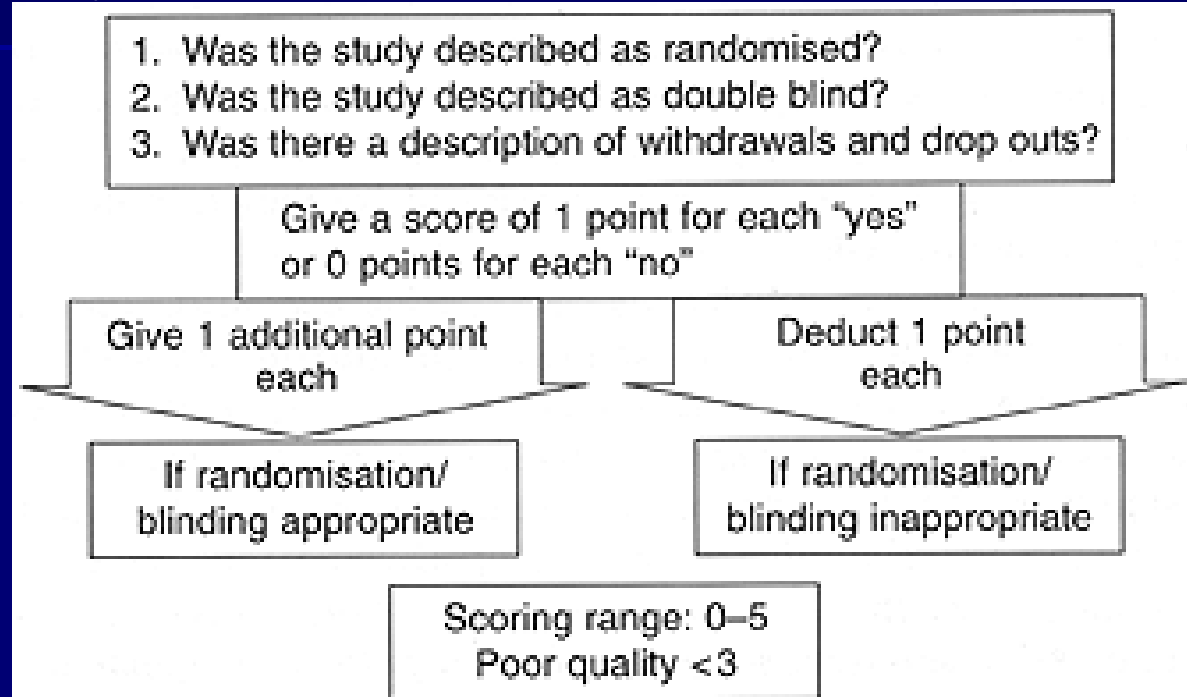 1. Was the study described as randomised?
2. Was the study described as double blind?
3. Was there a description of withdrawals and drop outs?
Give a score of 1 point for each “yes”
or 0 points for each “no”
Give 1 additional point
each
Deduct 1 point
each
If randomisation/
blinding appropriate
If randomisation/
blinding inappropriate
Scoring range: 0–5
Poor quality <3